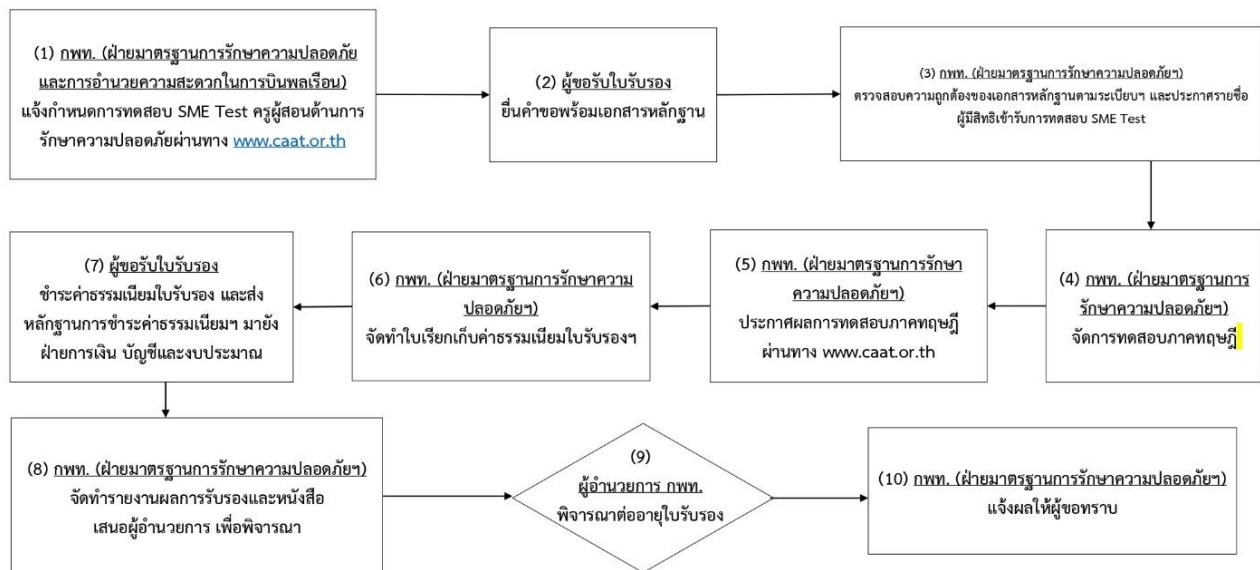 (1) กพท. (ฝ่ายมาตรฐานการรักษาความปลอดภัย
และการอำนวยความสะดวกในการบินพลเรือน)
แจ้งกำหนดการทดสอบ SME Test ครูผู้สอนด้านการ
รักษาความปลอดภัยผ่านทาง www.caat.or.th
(2) ผู้ขอรับใบรับรอง
ยื่นคำขอพร้อมเอกสารหลักฐาน
(3) กพท. (ฝ่ายมาตรฐานการรักษาความปลอดภัยฯ)
ตรวจสอบความถูกต้องของเอกสารหลักฐานตามระเบียบฯ และประกาศรายชื่อ
ผู้มีสิทธิเข้ารับการทดสอบ SME Test
(4) กพท. (ฝ่ายมาตรฐานการ
รักษาความปลอดภัยฯ)
จัดการทดสอบภาคทฤษฎี
(5) กพท. (ฝ่ายมาตรฐานการรักษา
ความปลอดภัยฯ)
ประกาศผลการทดสอบภาคทฤษฎี
ผ่านทาง www.caat.or.th
(6) กพท. (ฝ่ายมาตรฐานการรักษาความ
ปลอดภัยฯ)
จัดทำใบเรียกเก็บค่าธรรมเนียมใบรับรองฯ
(7) ผู้ขอรับใบรับรอง
ชำระค่าธรรมเนียมใบรับรอง และส่ง
หลักฐานการชำระค่าธรรมเนียมฯ มายัง
ฝ่ายการเงิน บัญชีและงบประมาณ
(8) กพท. (ฝ่ายมาตรฐานการรักษาความปลอดภัยฯ)
จัดทำรายงานผลการรับรองและหนังสือ
เสนอผู้อำนวยการ เพื่อพิจารณา
(9)
ผู้อำนวยการ กพท.
พิจารณาต่ออายุใบรับรอง
(10) กพท. (ฝ่ายมาตรฐานการรักษาความปลอดภัยฯ)
แจ้งผลให้ผู้ขอทราบ